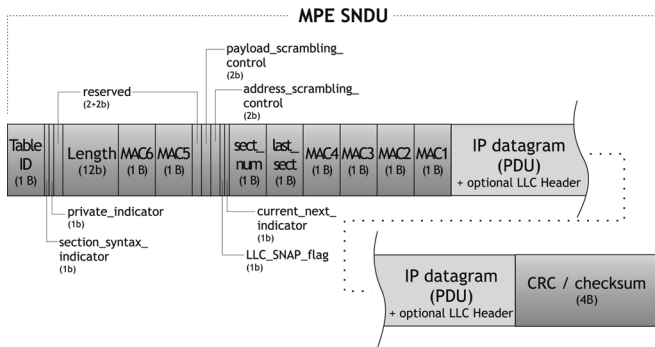 MPE SNDU
payload_scrambling_
control
(2b)
reserved
(2+2b)
address_scrambling_
control
(2b)
Table
ID
(1 B)
Length
(12b)
MAC6
(1 B)
MAC5
(1 B)
sect_
num
(1 B)
last_
sect
(1 B)
MAC4
(1 B)
MAC3
(1 B)
MAC2
(1 B)
MAC1
(1 B)
IP datagram
(PDU)
+ optional LLC Header
private_indicator
(1b)
section_syntax_
indicator
(1b)
current_next_
indicator
(1b)
LLC_SNAP_flag
(1b)
IP datagram
(PDU)
+ optional LLC Header
CRC / checksum
(4B)